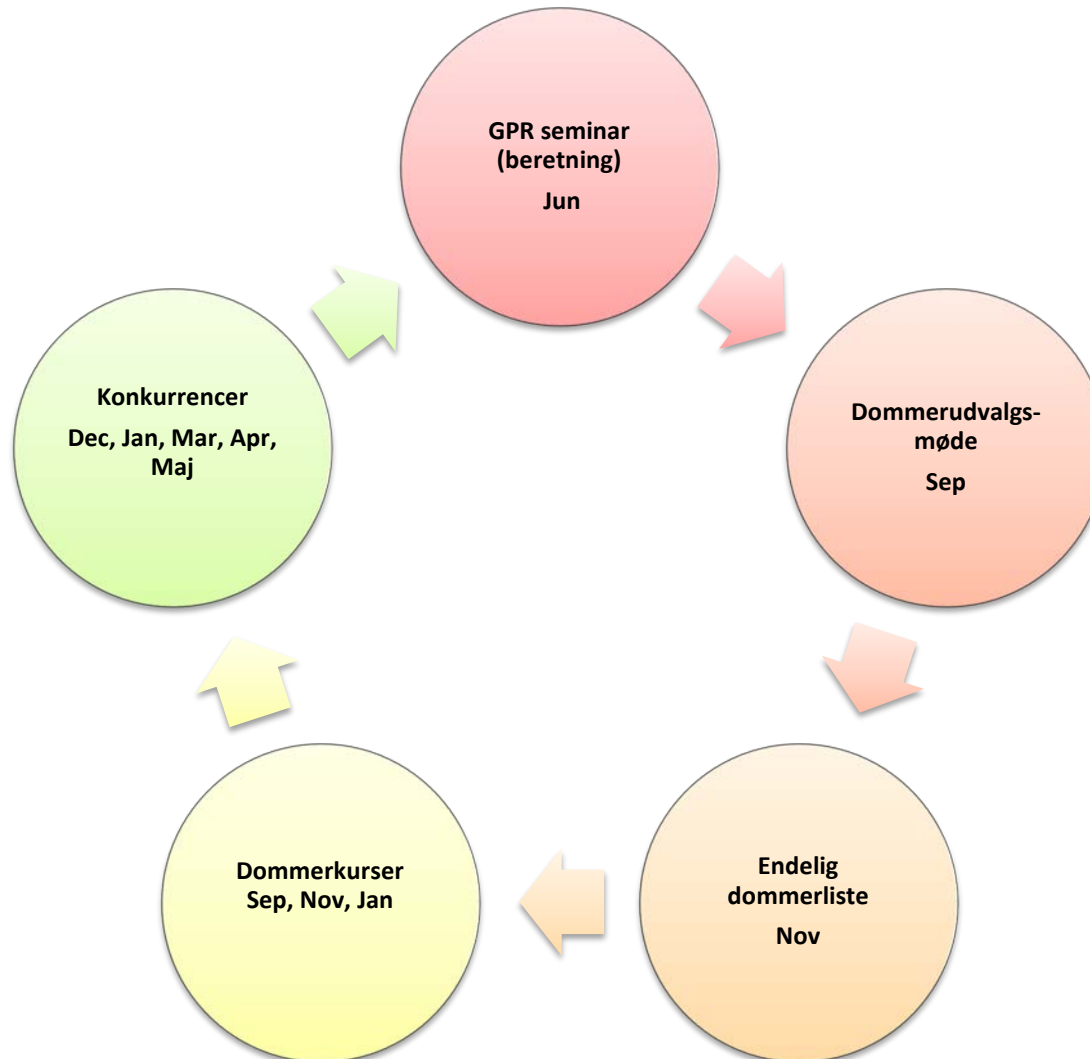 GPR seminar
(beretning)
Jun
Dommerudvalgs-
møde
Sep
Endelig
dommerliste
Nov
Dommerkurser
Sep, Nov, Jan
Konkurrencer
Dec, Jan, Mar, Apr,
Maj